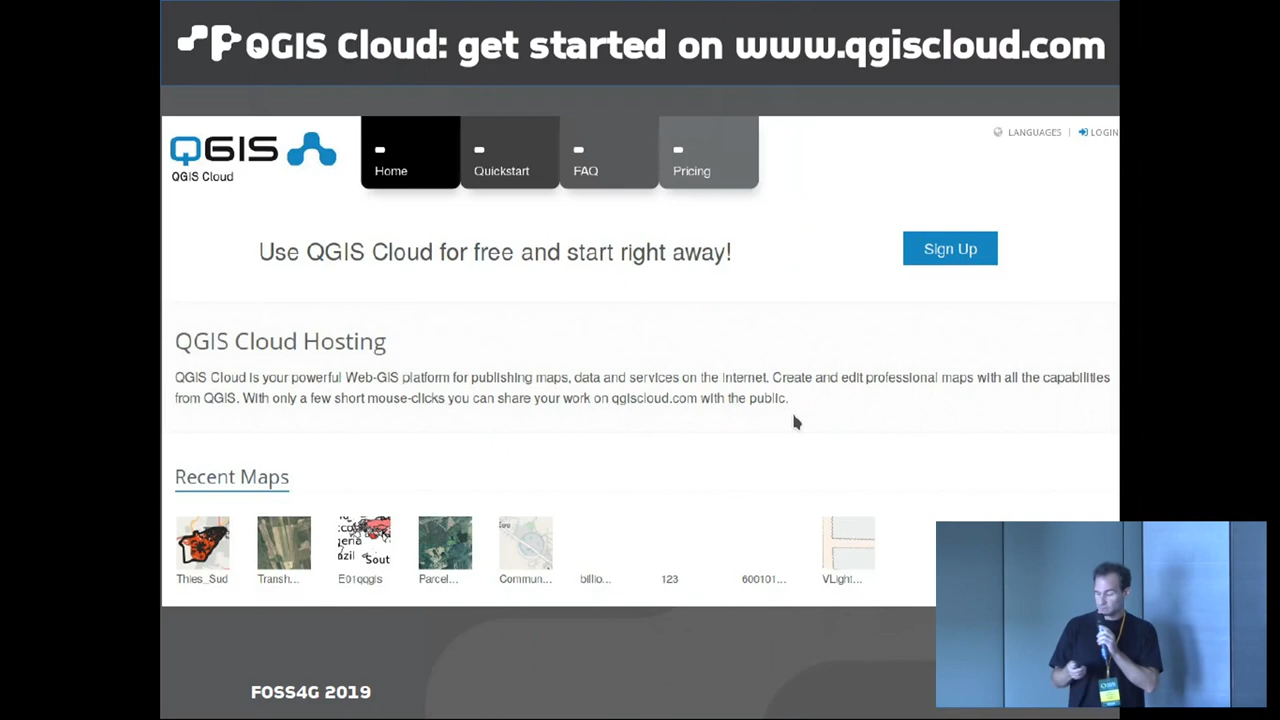 QGIS Cloud: get started on www.qgiscloud.com
QGIS
QGIS Cloud
Home
Quickstart
FAQ
Pricing
LANGUAGES
LOGIN
Use QGIS Cloud for free and start right away!
Sign Up
QGIS Cloud Hosting
QGIS Cloud is your powerful Web-GIS platform for publishing maps, data and services on the internet. Create and edit professional maps with all the capabilities
from QGIS. With only a few short mouse-clicks you can share your work on qgiscloud.com with the public.
Recent Maps
South
Thies_Sud
Transh...
E01qqgis
Parcel...
Commun...
billio...
123
600101...
VLight...
FOSS4G 2019